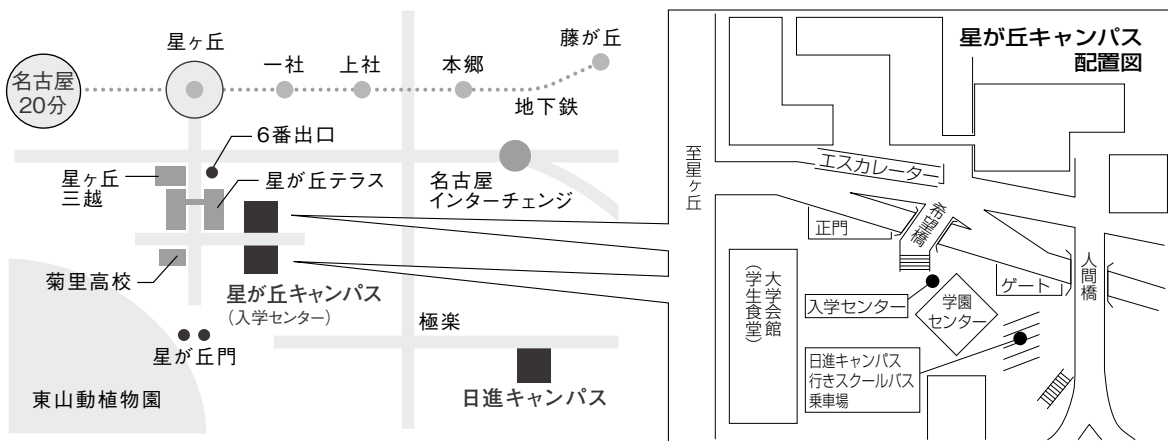 星ヶ丘
名古屋
20分
一社
上社
本郷
藤が丘
地下鉄
6番出口
星ヶ丘
三越
星が丘テラス
名古屋
インターチェンジ
菊里高校
星が丘キャンパス
（入学センター）
星が丘門
東山動植物園
極楽
日進キャンパス
星が丘キャンパス
配置図
至星ヶ丘
エスカレーター
正門
希望橋
人間橋
ゲート
大学会館
（学生食堂）
入学センター
学園
センター
日進キャンパス
行きスクールバス
乗車場